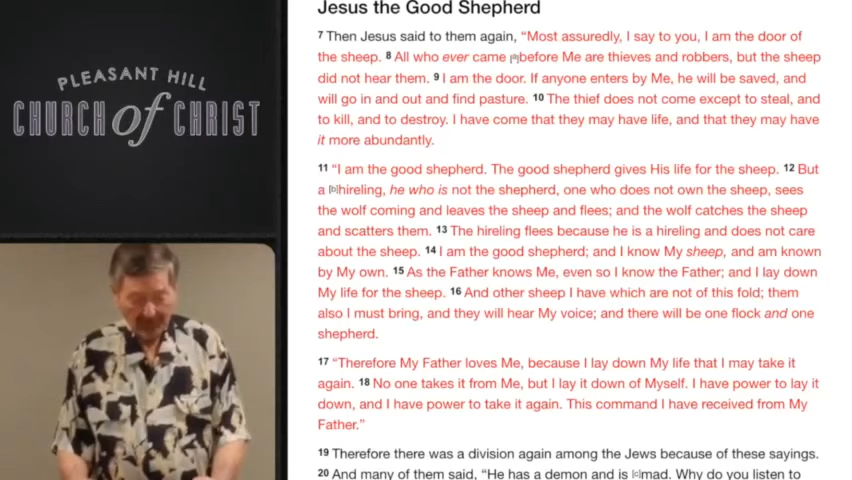 PLEASANT HILL
CHURCH of CHRIST
Jesus the Good Shepherd
7 Then Jesus said to them again, “Most assuredly, I say to you, I am the door of
the sheep. 8 All who ever came [a]before Me are thieves and robbers, but the sheep
did not hear them. 9 I am the door. If anyone enters by Me, he will be saved, and
will go in and out and find pasture. 10 The thief does not come except to steal, and
to kill, and to destroy. I have come that they may have life, and that they may have
it more abundantly.
11 “I am the good shepherd. The good shepherd gives His life for the sheep. 12 But
a [b]hireling, he who is not the shepherd, one who does not own the sheep, sees
the wolf coming and leaves the sheep and flees; and the wolf catches the sheep
and scatters them. 13 The hireling flees because he is a hireling and does not care
about the sheep. 14 I am the good shepherd; and I know My sheep, and am known
by My own. 15 As the Father knows Me, even so I know the Father; and I lay down
My life for the sheep. 16 And other sheep I have which are not of this fold; them
also I must bring, and they will hear My voice; and there will be one flock and one
shepherd.
17 “Therefore My Father loves Me, because I lay down My life that I may take it
again. 18 No one takes it from Me, but I lay it down of Myself. I have power to lay it
down, and I have power to take it again. This command I have received from My
Father.”
19 Therefore there was a division again among the Jews because of these sayings.
20 And many of them said, “He has a demon and is [c]mad. Why do you listen to